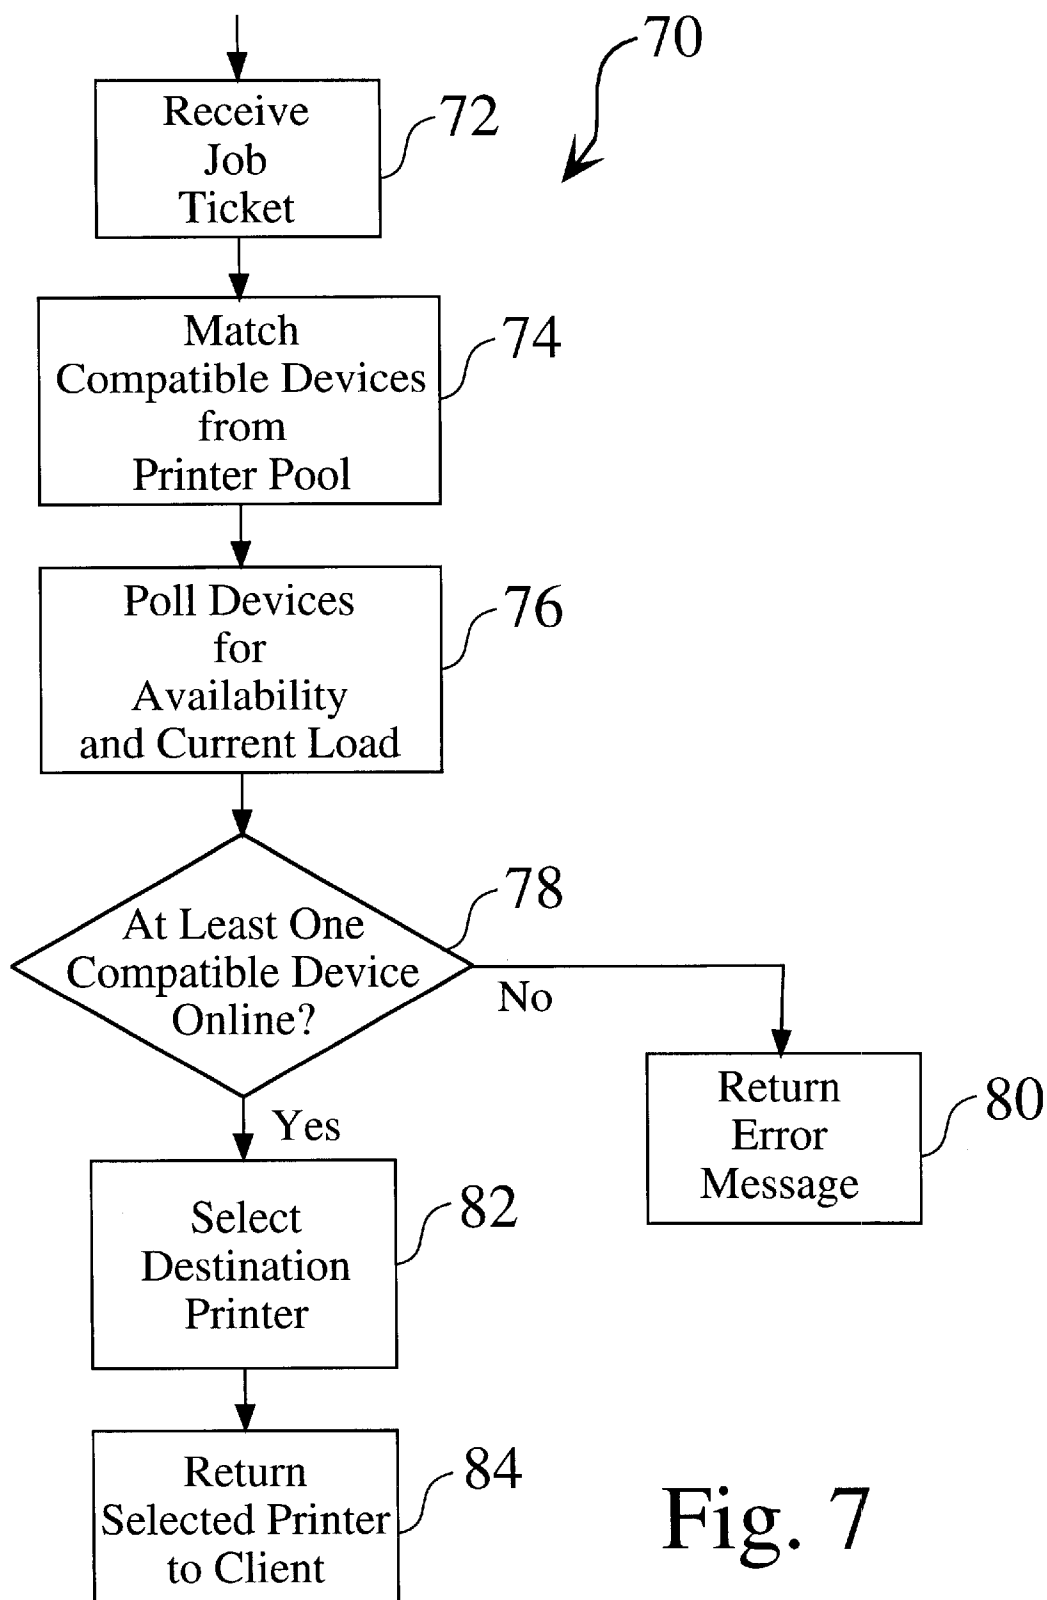 70
Receive
Job
Ticket
72
Match
Compatible Devices
from
Printer Pool
74
Poll Devices
for
Availability
and Current Load
76
At Least One
Compatible Device
Online?
78
No
Yes
Return
Error
Message
80
Select
Destination
Printer
82
Return
Selected Printer
to Client
84
Fig. 7